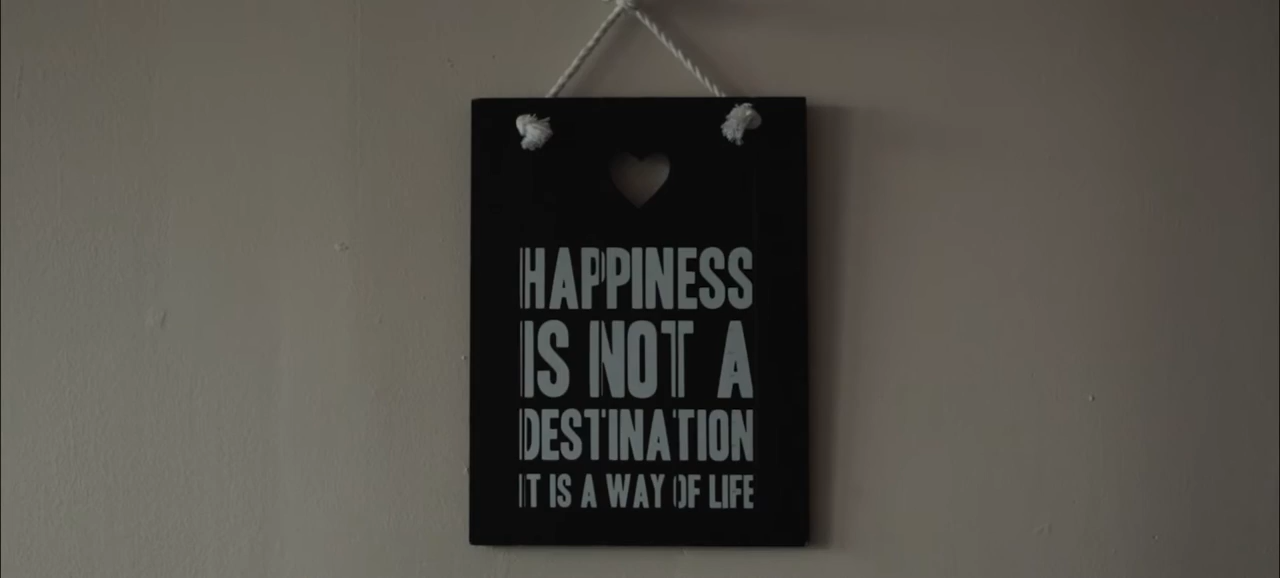 HAPPINESS
IS NOT A
DESTINATION
IT IS A WAY OF LIFE